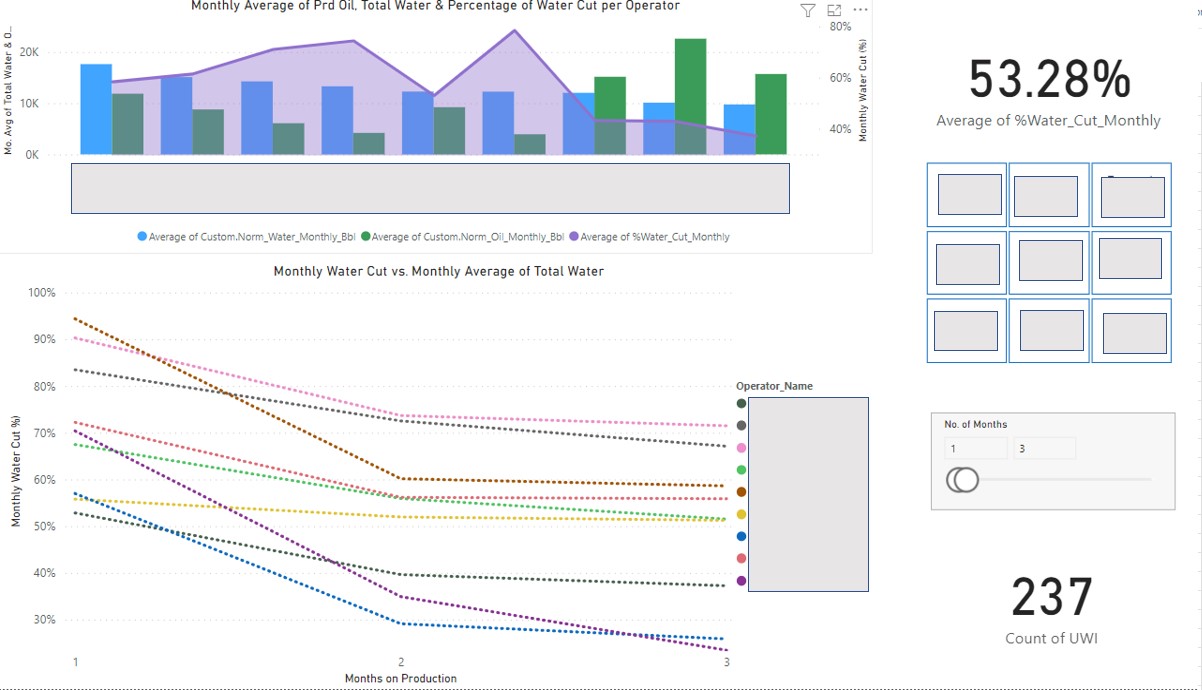 Monthly Average of Prd Oil, Total Water & Percentage of Water Cut per Operator
Mo. Avg of Total Water & O...
20K
10K
0K
80%
60%
40%
Monthly Water Cut (%)
Average of Custom.Norm_Water_Monthly_Bbl
Average of Custom.Norm_Oil_Monthly_Bbl
Average of %Water_Cut_Monthly
53.28%
Average of %Water_Cut_Monthly
Monthly Water Cut vs. Monthly Average of Total Water
Monthly Water Cut %)
100%
90%
80%
70%
60%
50%
40%
30%
1
2
3
Months on Production
Operator_Name
No. of Months
1
3
237
Count of UWI